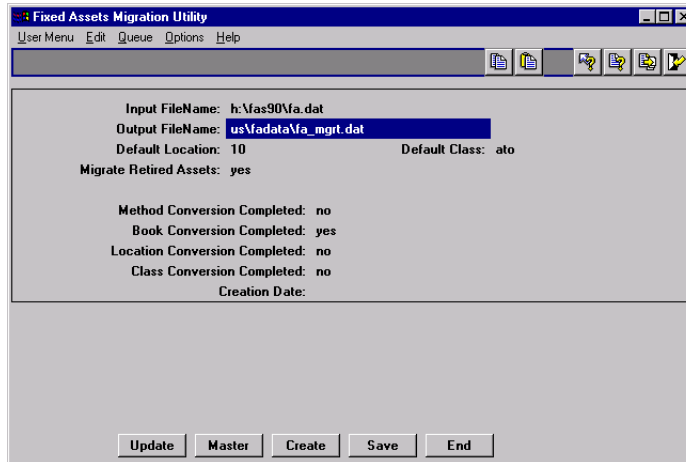 Fixed Assets Migration Utility
User Menu Edit Queue Options Help
Input FileName: h:\fas90\fa.dat
Output FileName: us\fadata\fa_mgrt.dat
Default Location: 10 Default Class: ato
Migrate Retired Assets: yes
Method Conversion Completed: no
Book Conversion Completed: yes
Location Conversion Completed: no
Class Conversion Completed: no
Creation Date:
Update Master Create Save End